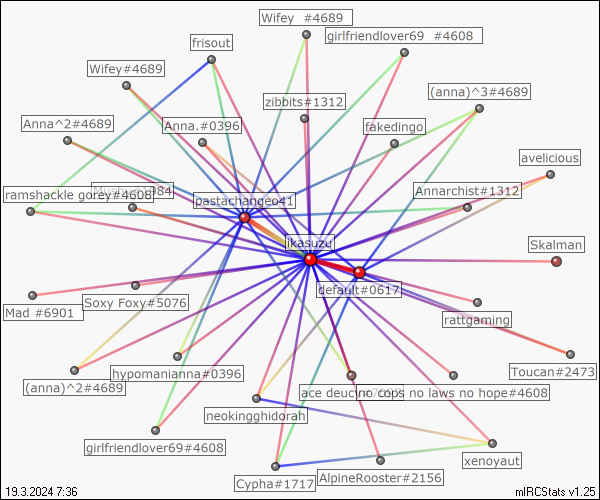 Wifey  #4689
girlfriendlover69  #4608
frisout
Wifey#4689
(anna)^3#4689
zibbits#1312
Anna^2#4689
Anna.#0396
fakedingo
avelicious
ramshackle gorey#4608
pastachangeo41
Annarchist#1312
ikasuzu
Skalman
default#0617
Soxy Foxy#5076
Mad #6901
rattgaming
hypomanianna#0396
Toucan#2473
(anna)^2#4689
ace deuce
no cops no laws no hope#4608
neokingghidorah
girlfriendlover69#4608
xenoyaut
Cypha#1717
AlpineRooster#2156
19.3.2024 7:36
mIRCStats v1.25